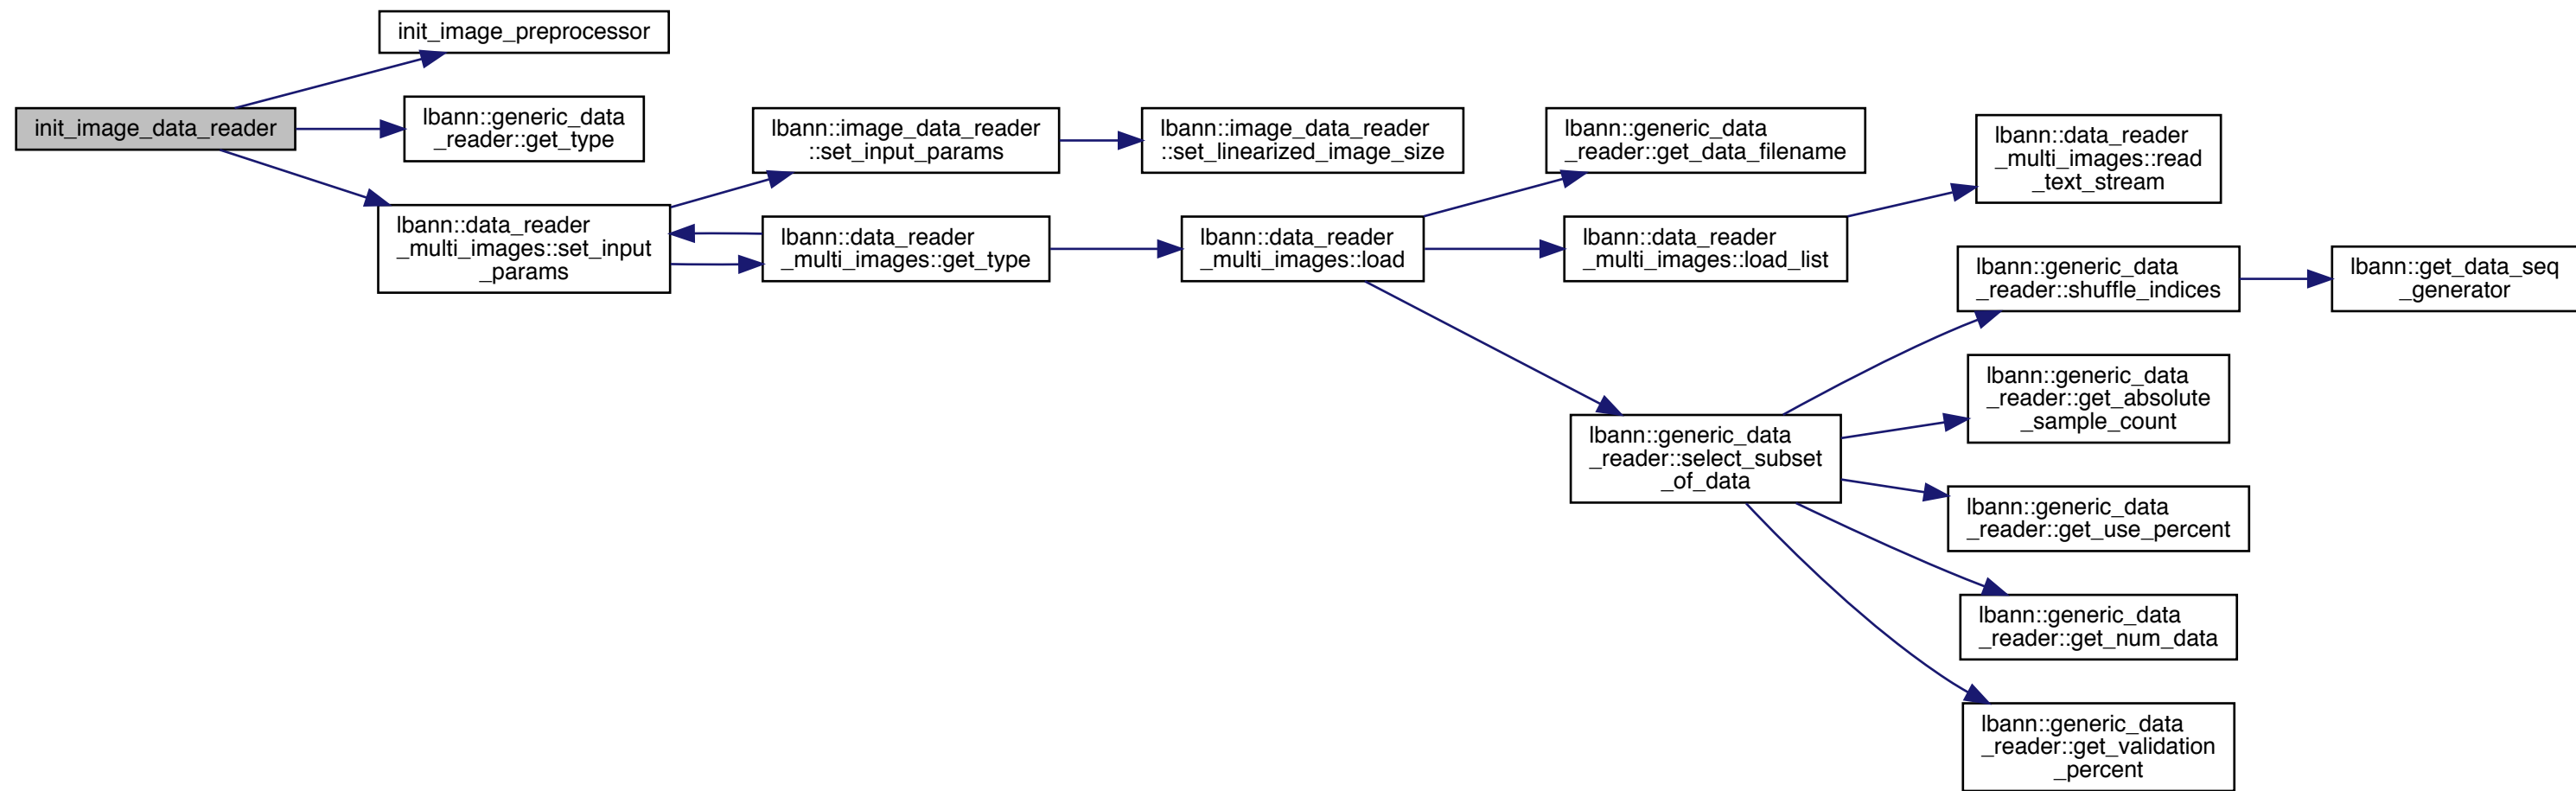 init_image_preprocessor
init_image_data_reader
lbann::generic_data
_reader::get_type
lbann::data_reader
_multi_images::set_input
_params
lbann::image_data_reader
::set_input_params
lbann::data_reader
_multi_images::get_type
lbann::image_data_reader
::set_linearized_image_size
lbann::data_reader
_multi_images::load
lbann::generic_data
_reader::get_data_filename
lbann::data_reader
_multi_images::load_list
lbann::generic_data
_reader::select_subset
_of_data
lbann::data_reader
_multi_images::read
_text_stream
lbann::generic_data
_reader::shuffle_indices
lbann::generic_data
_reader::get_absolute
_sample_count
lbann::generic_data
_reader::get_use_percent
lbann::generic_data
_reader::get_num_data
lbann::generic_data
_reader::get_validation
_percent
lbann::get_data_seq
_generator